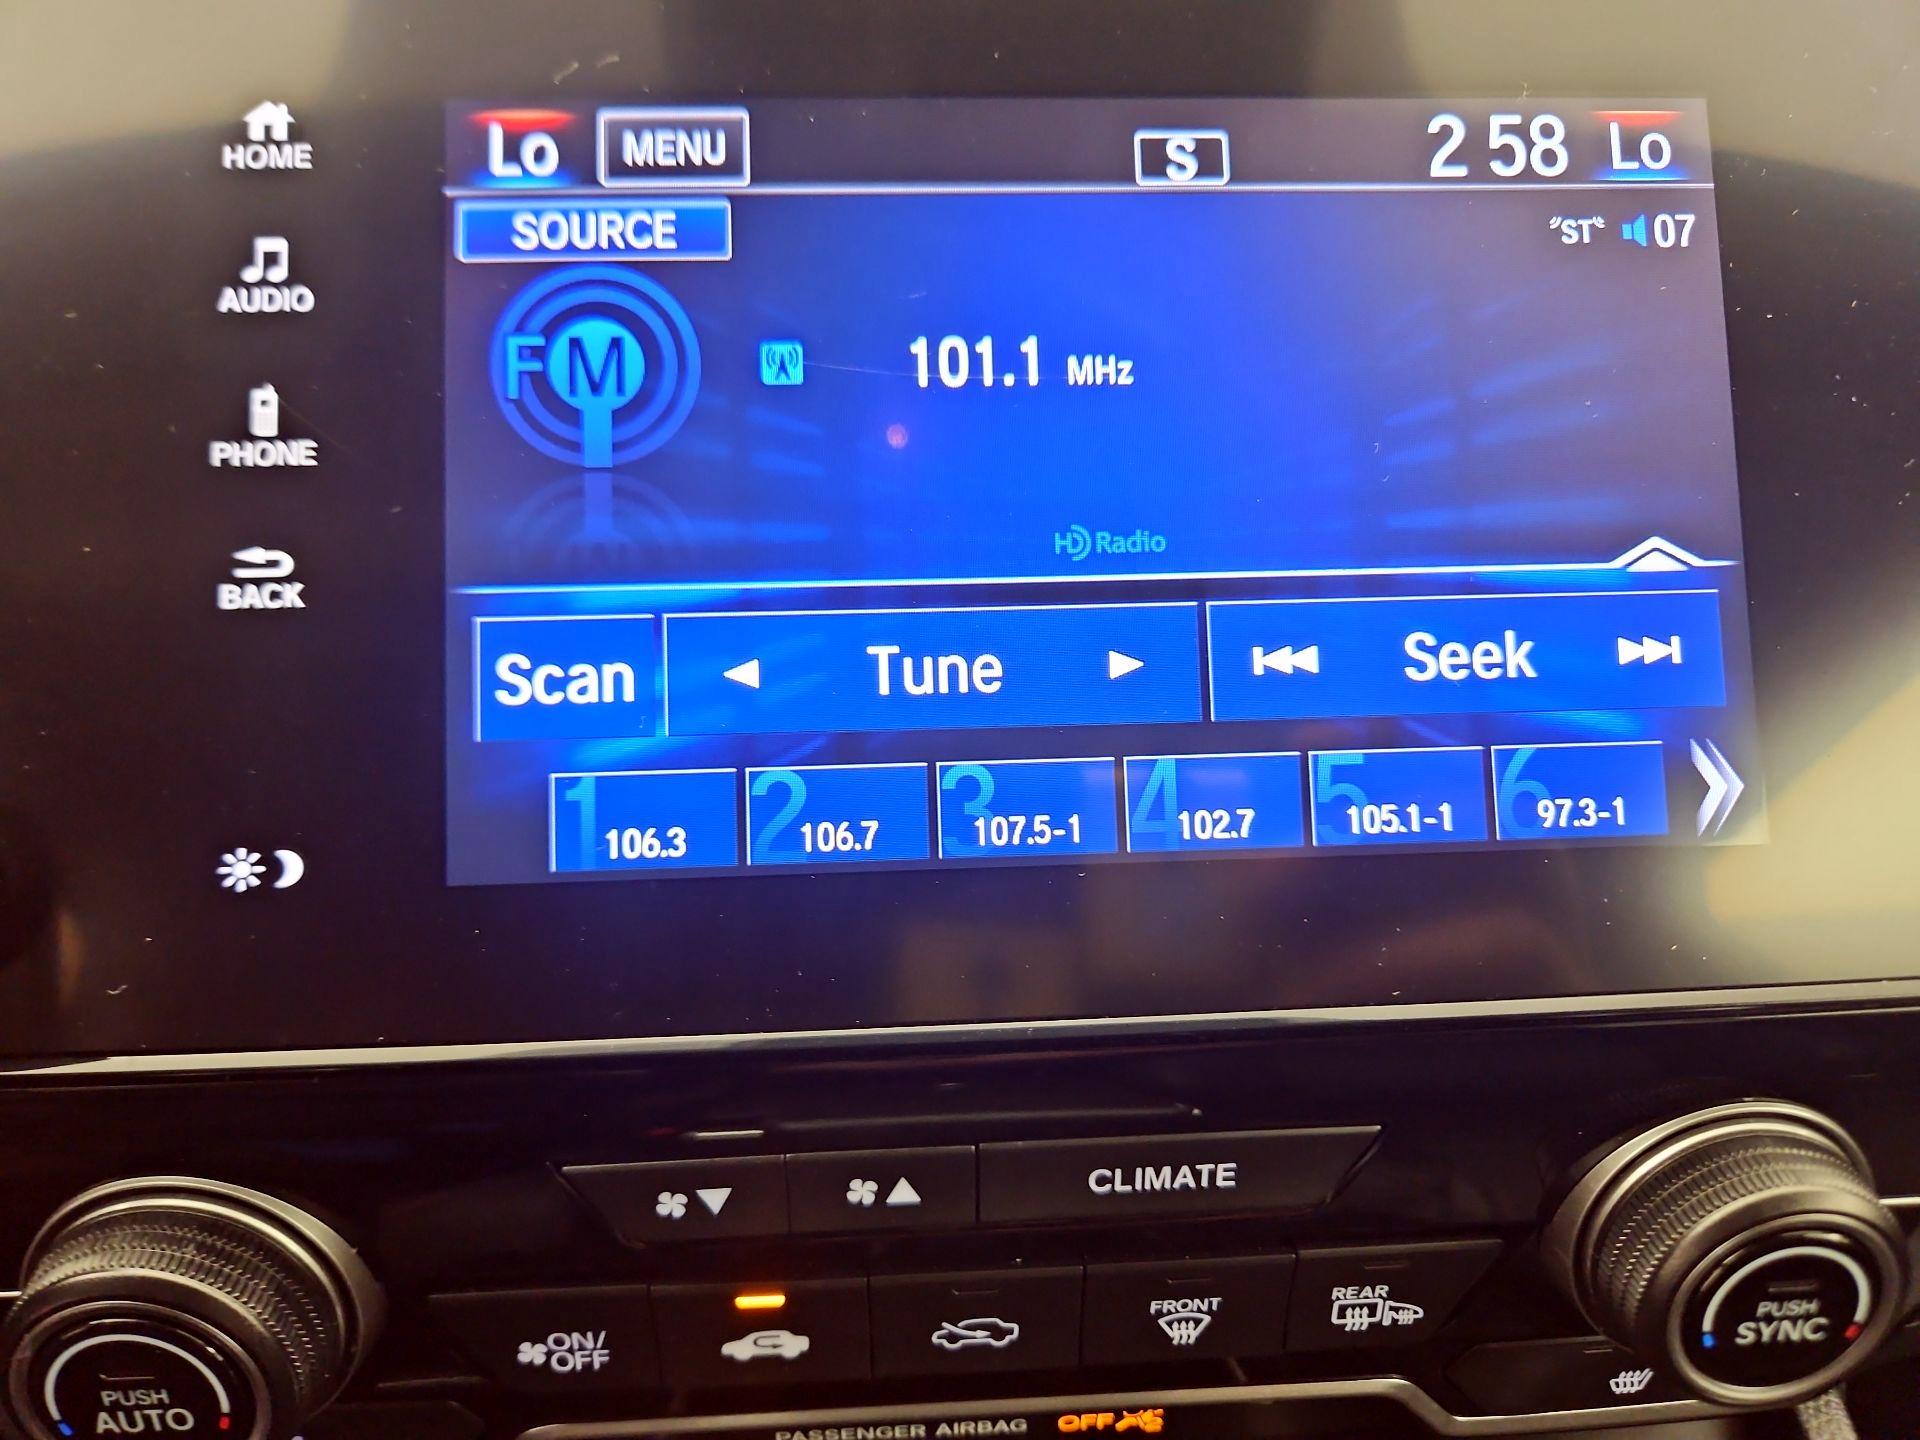 HOME
AUDIO
PHONE
BACK
Lo MENU S 2 58 Lo
SOURCE "ST" 07
FM 101.1 MHz
HD Radio
Scan Tune Seek
1 106.3 2 106.7 3 107.5-1 4 102.7 5 105.1-1 6 97.3-1
CLIMATE
ON/
OFF
FRONT
REAR
PUSH
AUTO
PUSH
SYNC
PASSENGER AIRBAG OFF